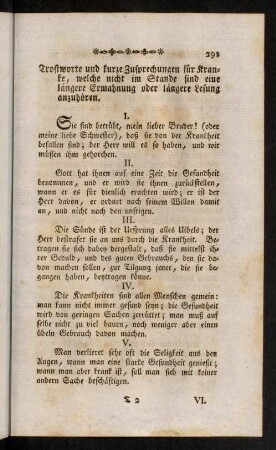 291
Trostworte und kurze Zusprechungen für Kran-
ke, welche nicht im Stande sind eine
längere Ermahnung oder längere Lesung
anzuhören.
I.
Sie sind betrübt, mein lieber Bruder! (oder
meine liebe Schwester), daß sie von der Krankheit
befallen sind; der Herr will es so haben, und wir
müssen ihm gehorchen.
II.
Gott hat ihnen auf eine Zeit die Gesundheit
benommen, und er wird sie ihnen zurückstellen,
wann er es für dienlich erachten wird; er ist der
Herr davon, er ordnet nach seinem Willen damit
an, und nicht nach den unsrigen.
III.
Die Sünde ist der Ursprung alles Uibels; der
Herr bestrafet sie an uns durch die Krankheit. Be-
tragen sie sich dabey dergestalt, daß sie mittelst ih-
rer Geduld, und des guten Gebrauchs, den sie da-
von machen sollen, zur Tilgung jener, die sie be-
gangen haben, beytragen könne.
IV.
Die Krankheiten sind allen Menschen gemein:
man kann nicht immer gesund seyn; die Gesundheit
wird von geringen Sachen zerrüttet; man muß auf
selbe nicht zu viel bauen, noch weniger aber einen
übeln Gebrauch davon machen.
V.
Man verlieret sehr oft die Seligkeit aus den
Augen, wann man eine starke Gesundheit genießt;
wann man aber krank ist, soll man sich mit keiner
andern Sache beschäftigen.
T 2 VI.